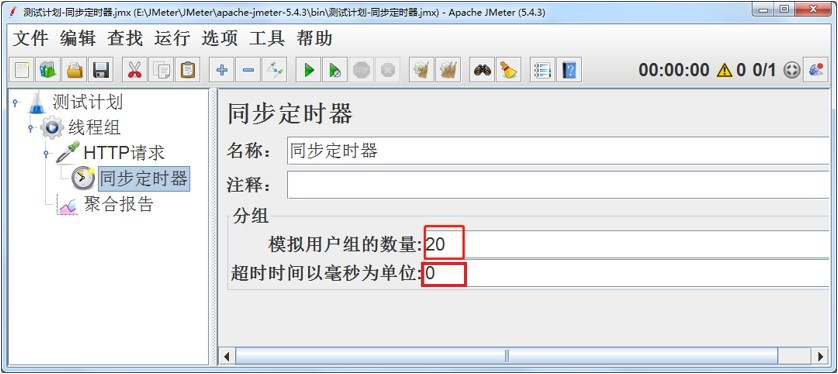 测试计划-同步定时器.jmx (E:\JMeter\JMeter\apache-jmeter-5.4.3\bin\测试计划-同步定时器.jmx) - Apache JMeter (5.4.3)
文件 编辑 查找 运行 选项 工具 帮助
00:00:00 0 0/1
测试计划
线程组
HTTP请求
同步定时器
聚合报告
同步定时器
名称: 同步定时器
注释:
分组
模拟用户组的数量: 20
超时时间以毫秒为单位: 0